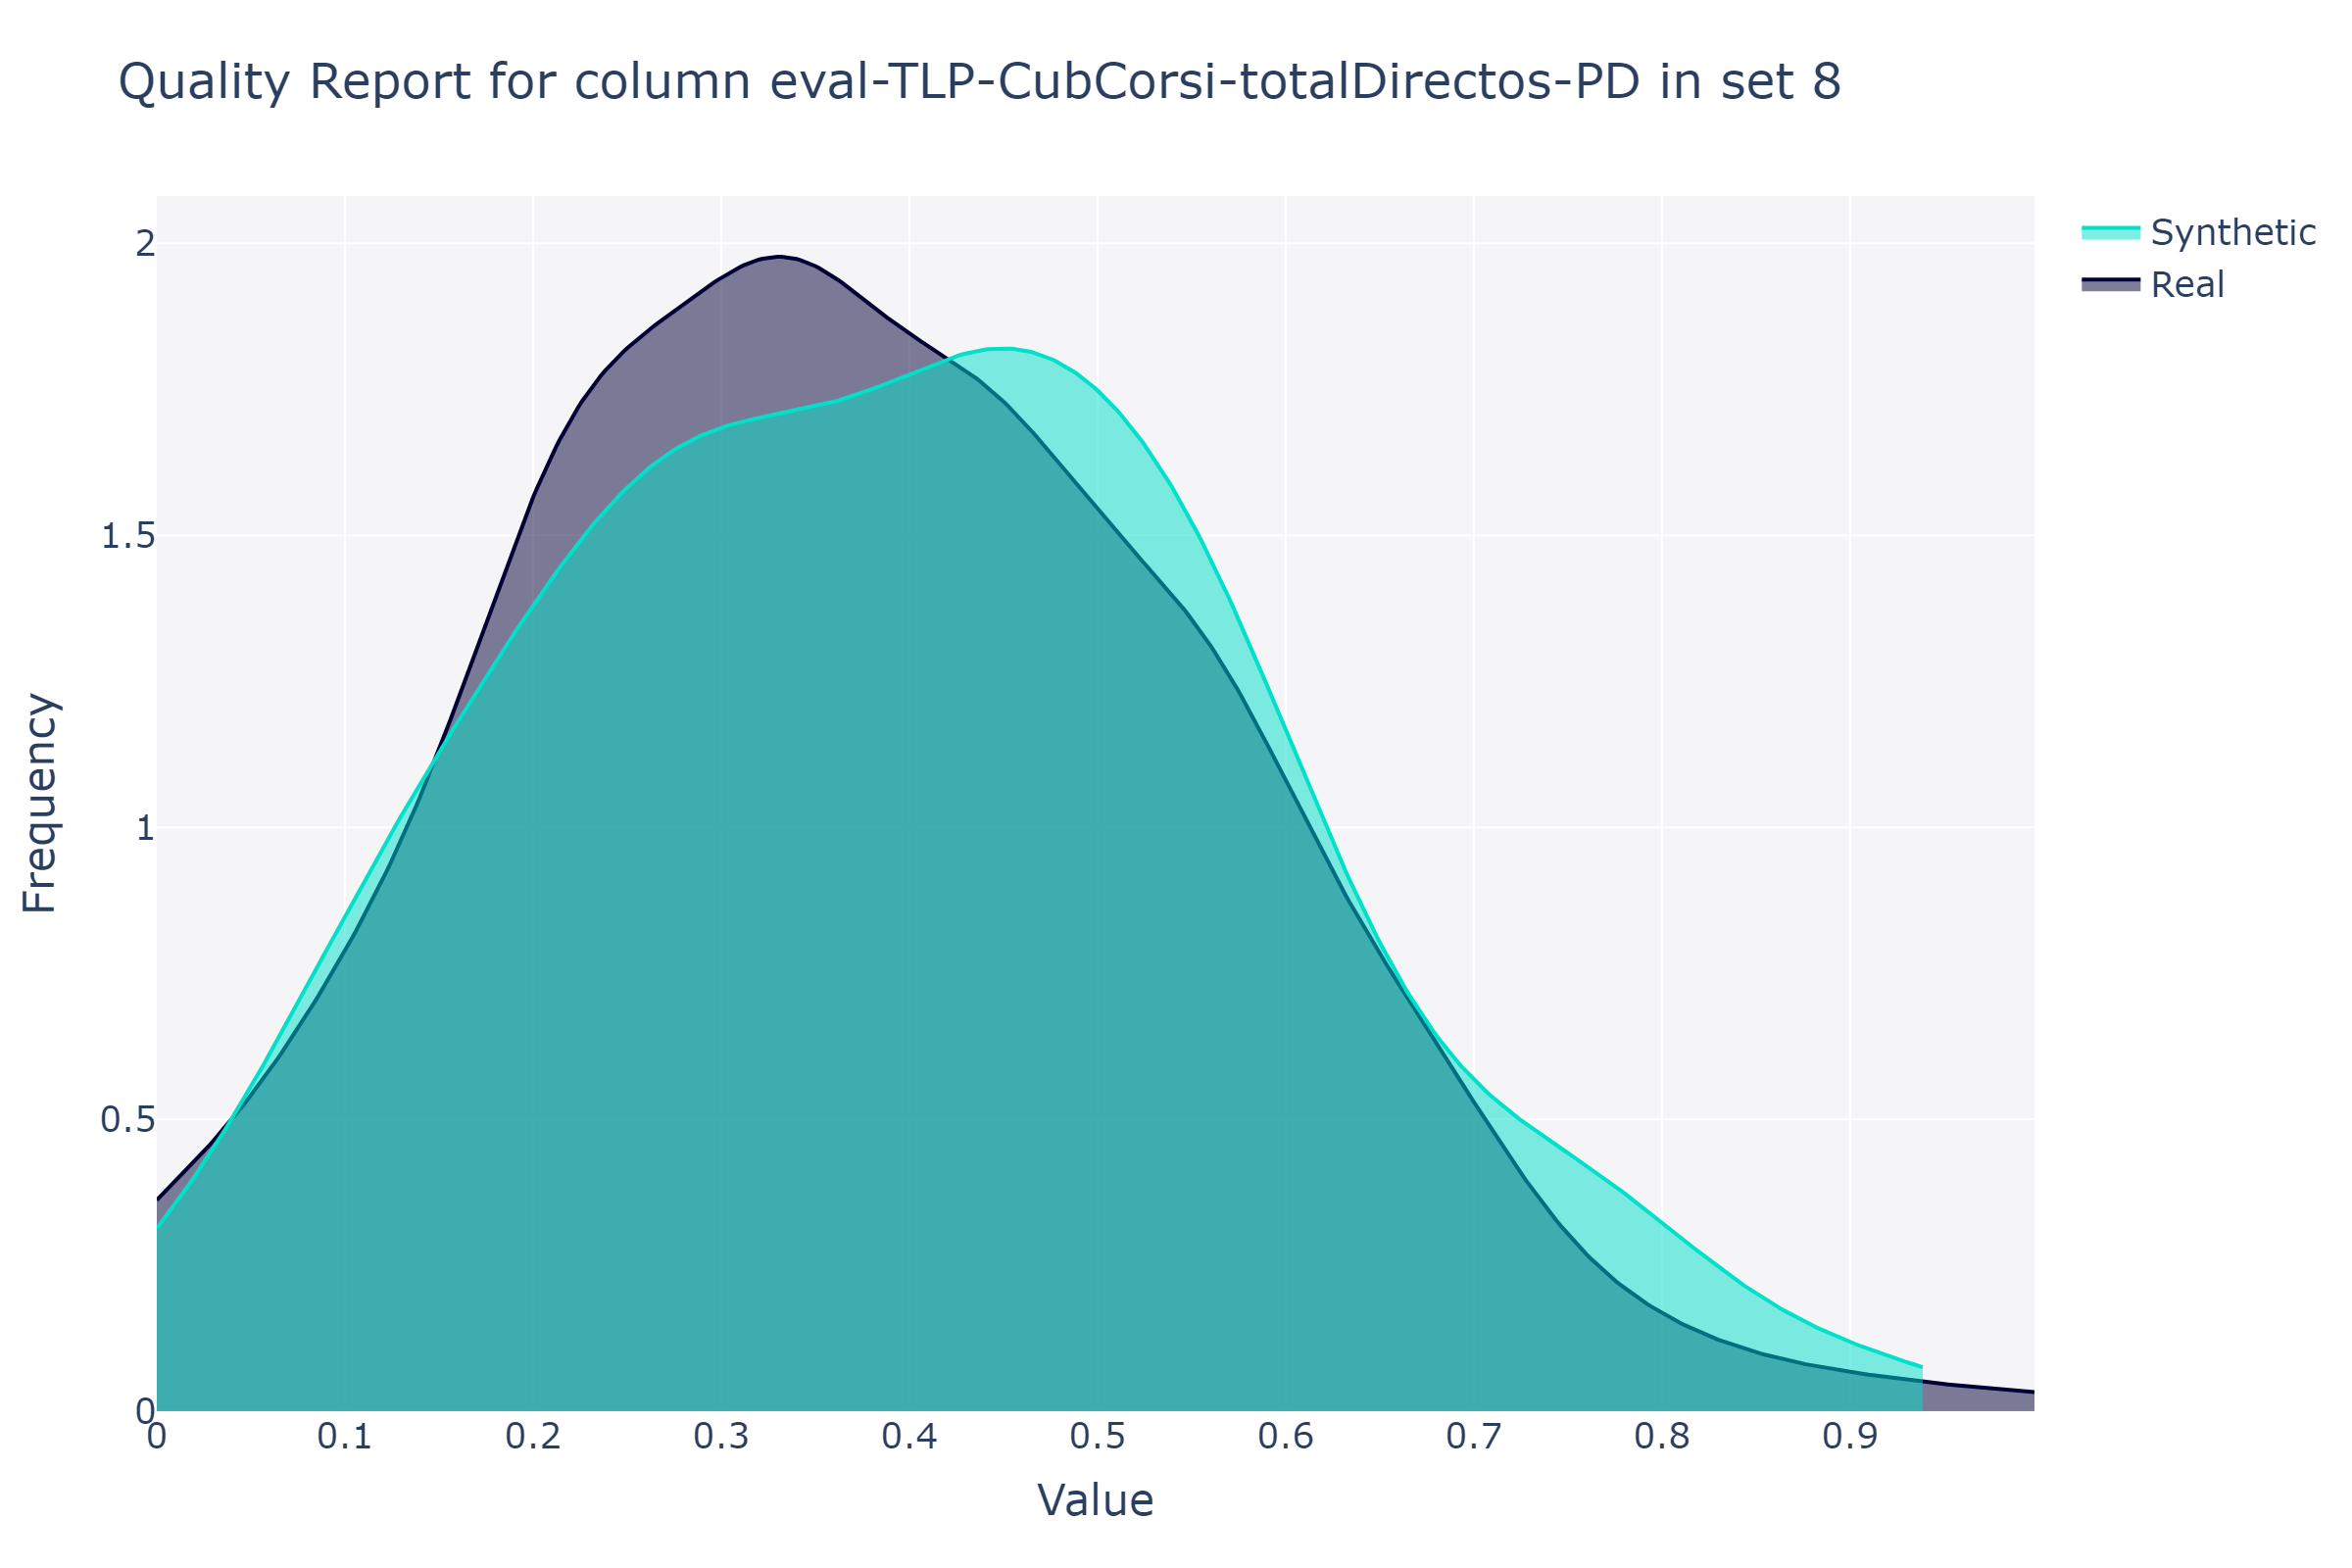 Quality Report for column eval-TLP-CubCorsi-totalDirectos-PD in set 8
Synthetic
Real
Frequency
2
1.5
1
0.5
0
0 0.1 0.2 0.3 0.4 0.5 0.6 0.7 0.8 0.9
Value